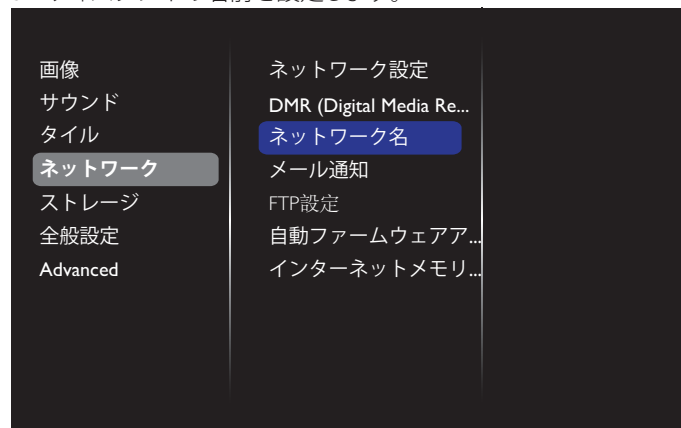 画像
サウンド
タイル
ネットワーク
ストレージ
全般設定
Advanced
ネットワーク設定
DMR (Digital Media Re...
ネットワーク名
メール通知
FTP設定
自動ファームウェアア...
インターネットメモリ...